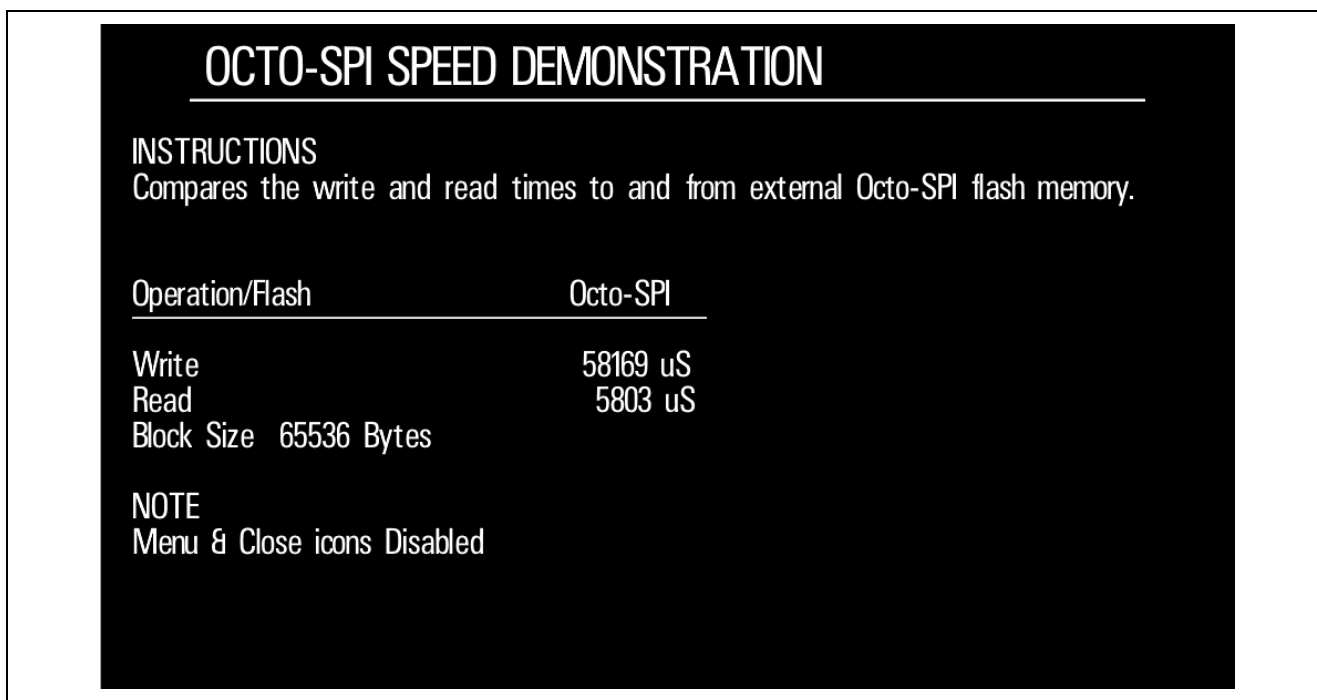 OCTO-SPI SPEED DEMONSTRATION
INSTRUCTIONS
Compares the write and read times to and from external Octo-SPI flash memory.
Operation/Flash Octo-SPI
Write 58169 uS
Read 5803 uS
Block Size 65536 Bytes
NOTE
Menu & Close icons Disabled